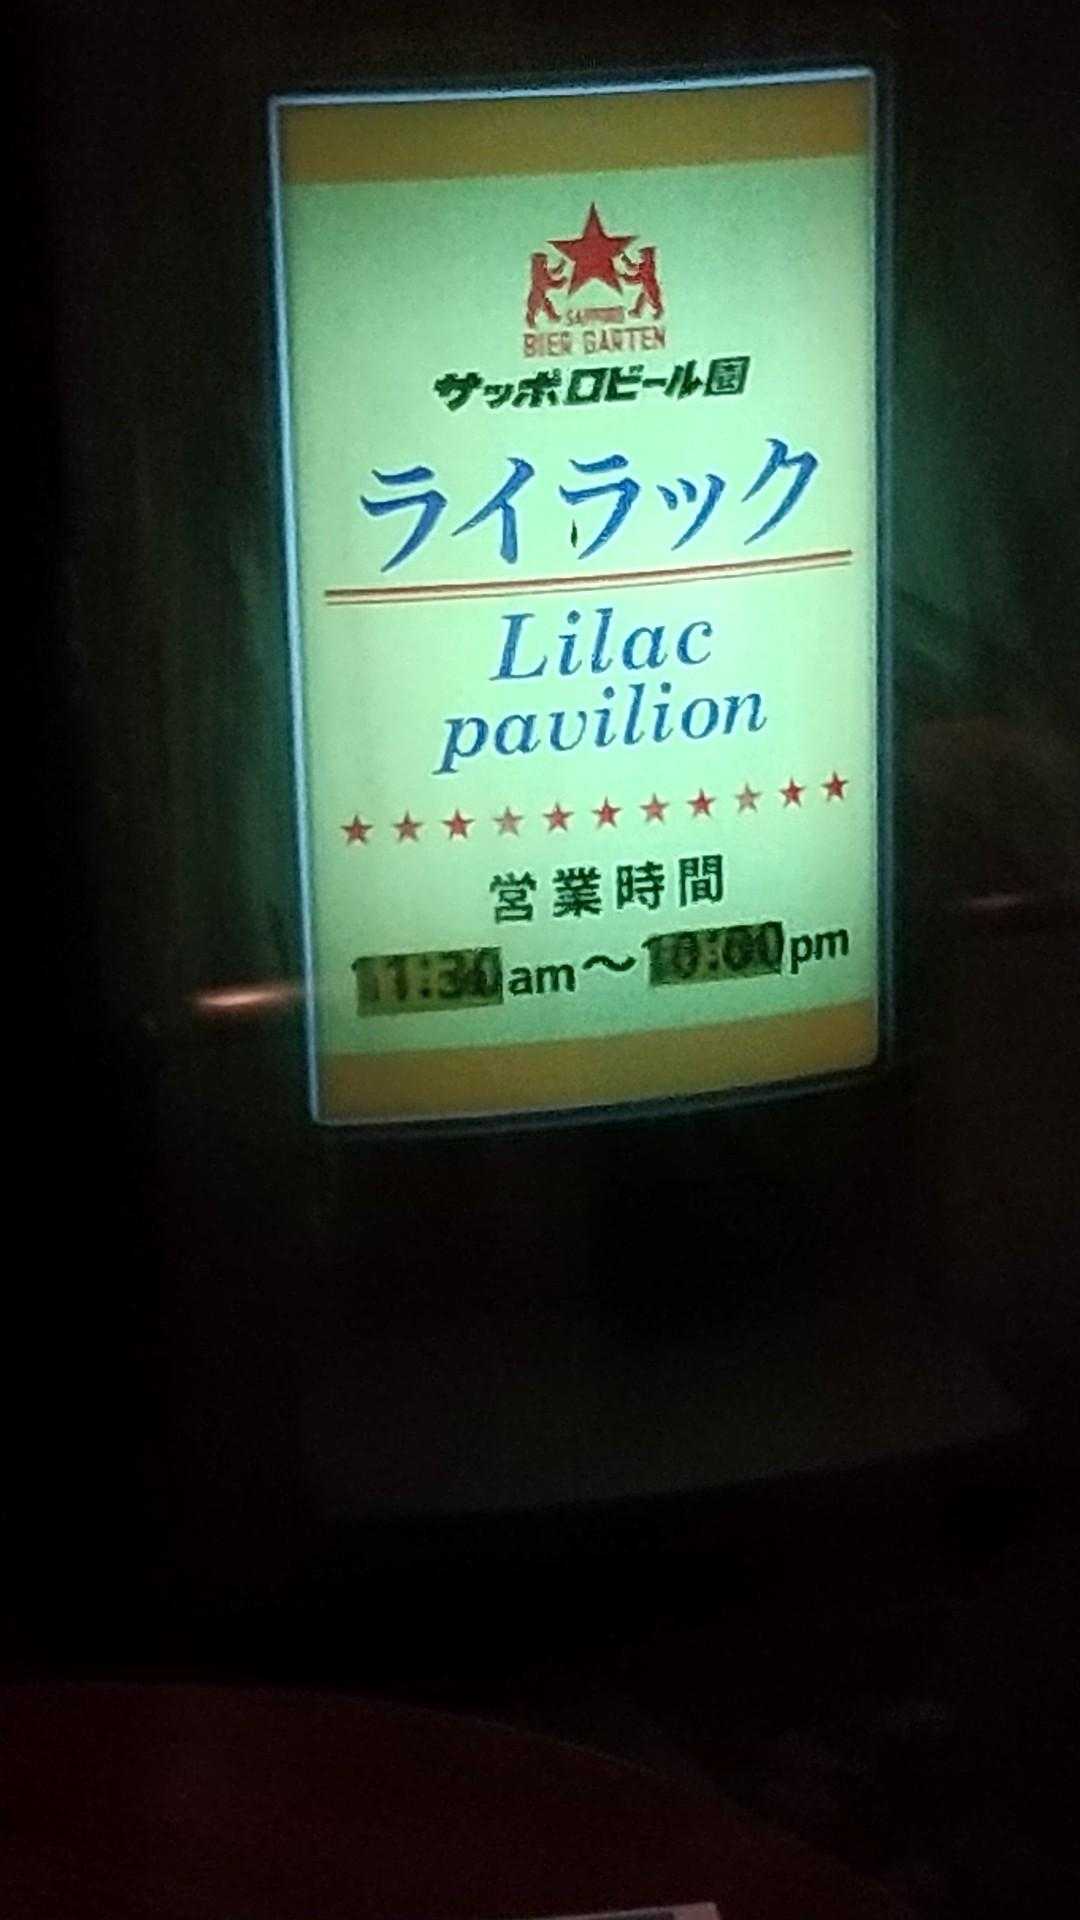 SAPPORO
BIER GARTEN
サッポロビール園
ライラック
Lilac
pavilion
★★★★★★★★★★★
営業時間
11:30am～10:00pm